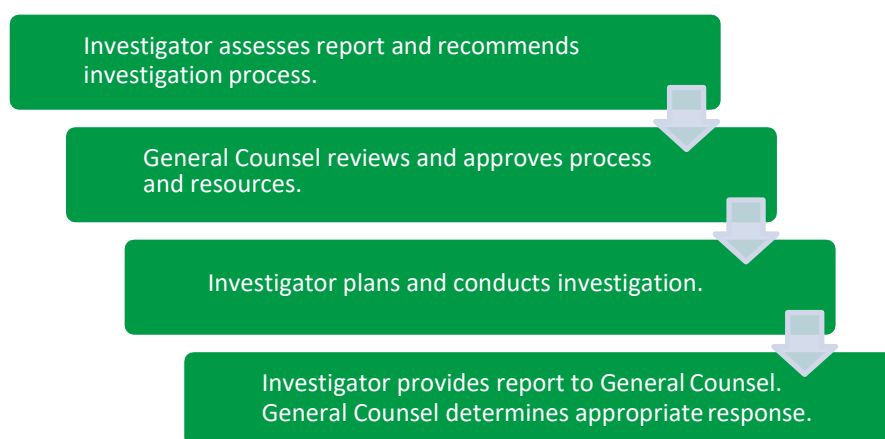 Investigator assesses report and recommends
investigation process.
General Counsel reviews and approves process
and resources.
Investigator plans and conducts investigation.
Investigator provides report to General Counsel.
General Counsel determines appropriate response.